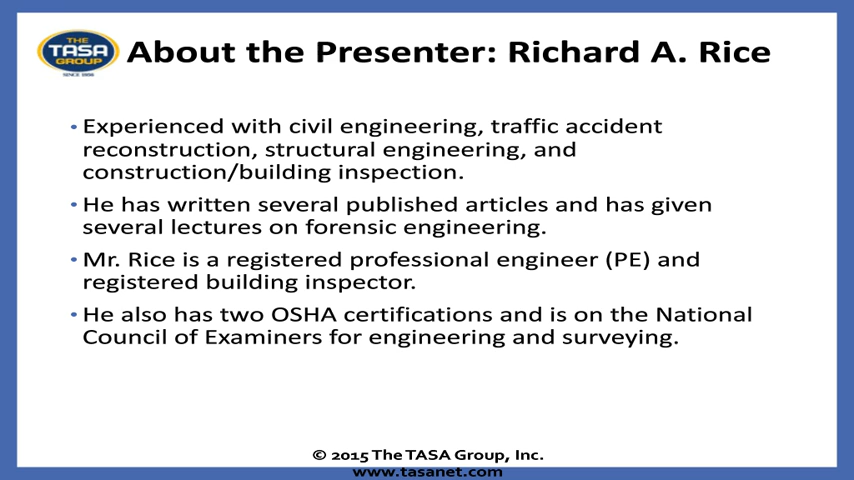 THE
TASA
GROUP
SINCE 1956
About the Presenter: Richard A. Rice
• Experienced with civil engineering, traffic accident
reconstruction, structural engineering, and
construction/building inspection.
• He has written several published articles and has given
several lectures on forensic engineering.
• Mr. Rice is a registered professional engineer (PE) and
registered building inspector.
• He also has two OSHA certifications and is on the National
Council of Examiners for engineering and surveying.
© 2015 The TASA Group, Inc.
www.tasanet.com